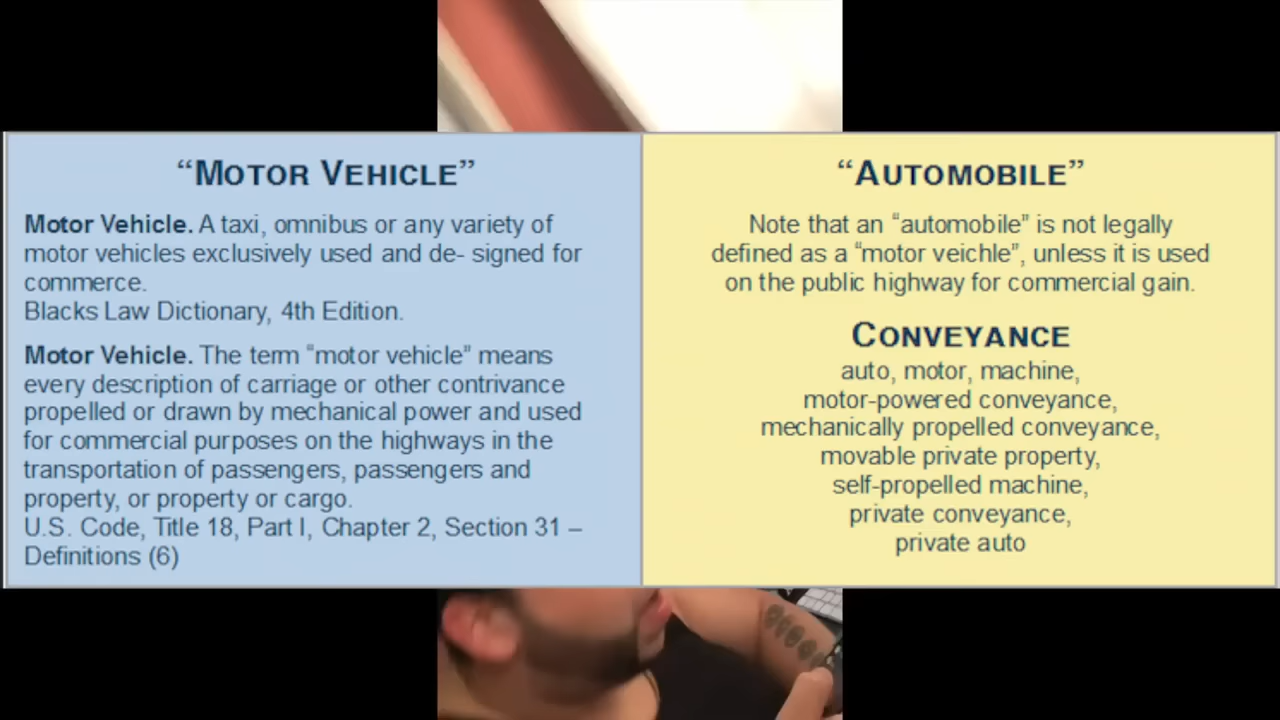 “MOTOR VEHICLE”
Motor Vehicle. A taxi, omnibus or any variety of
motor vehicles exclusively used and de- signed for
commerce.
Blacks Law Dictionary, 4th Edition.
Motor Vehicle. The term “motor vehicle” means
every description of carriage or other contrivance
propelled or drawn by mechanical power and used
for commercial purposes on the highways in the
transportation of passengers, passengers and
property, or property or cargo.
U.S. Code, Title 18, Part I, Chapter 2, Section 31 –
Definitions (6)
“AUTOMOBILE”
Note that an “automobile” is not legally
defined as a “motor veichle”, unless it is used
on the public highway for commercial gain.
CONVEYANCE
auto, motor, machine,
motor-powered conveyance,
mechanically propelled conveyance,
movable private property,
self-propelled machine,
private conveyance,
private auto